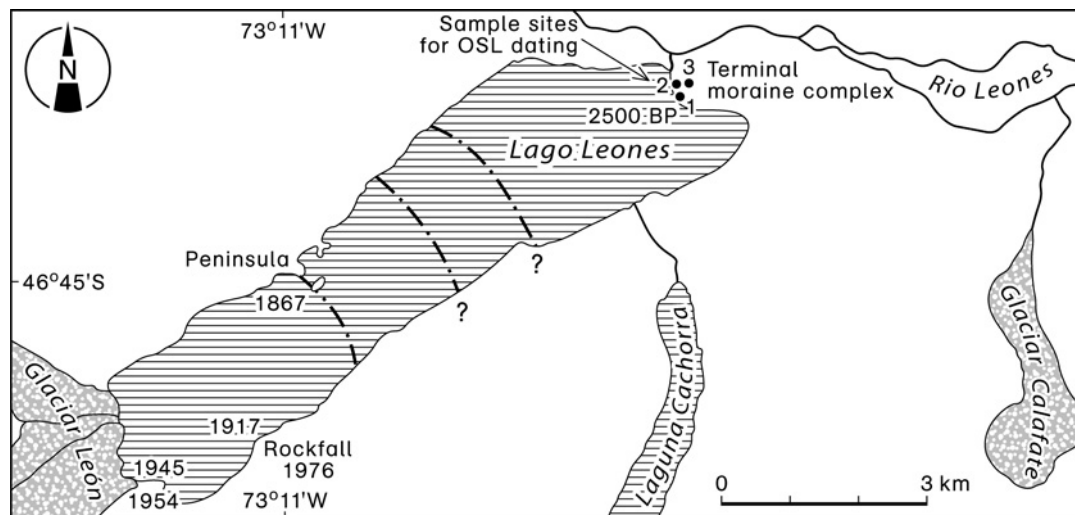 73°11'W
Sample sites
for OSL dating
N
3
Terminal
moraine complex
2
1
Rio Leones
2500 BP
Lago Leones
Peninsula
?
46°45'S
1867
?
Glaciar León
Laguna Cachorra
Glaciar Calafate
1917
Rockfall
1976
1945
1954
73°11'W
0
3 km